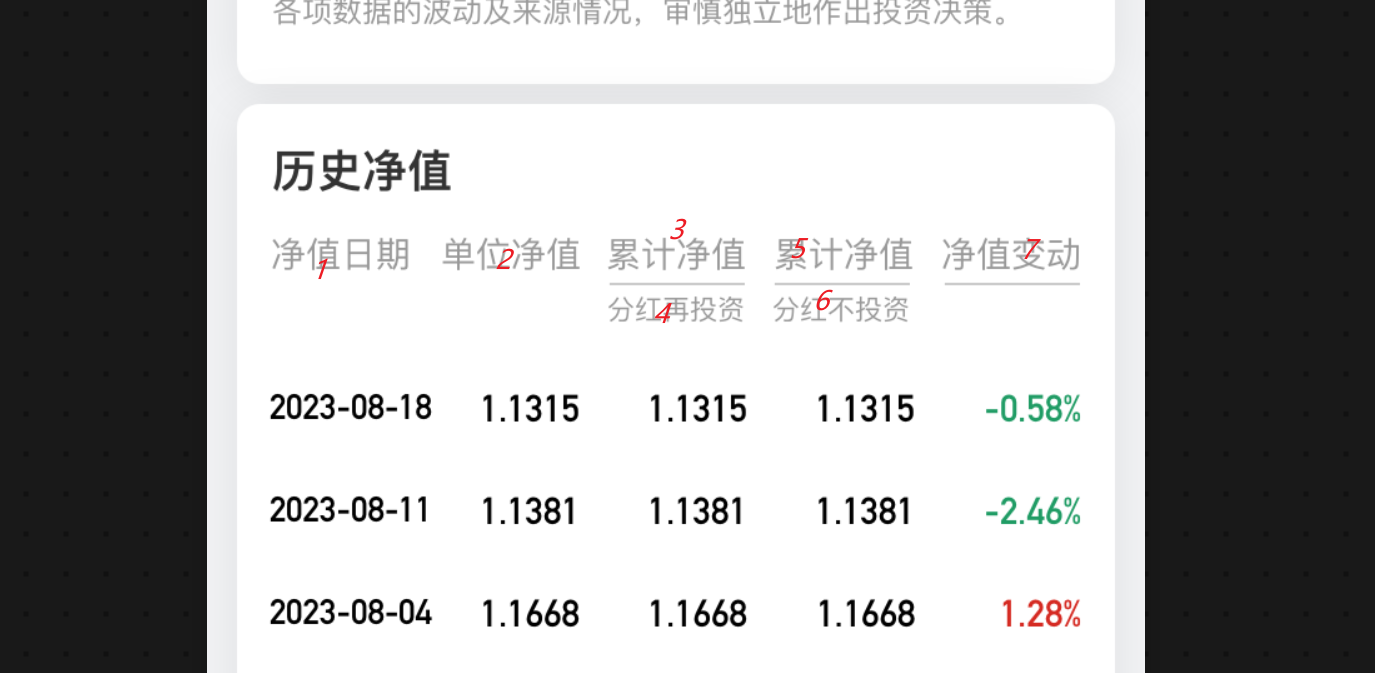 各项数据的波动及来源情况，审慎独立地作出投资决策。
历史净值
净值日期 单位净值 累计净值 累计净值 净值变动
1 2 3 5 7
分红再投资 分红不投资
4 6
2023-08-18 1.1315 1.1315 1.1315 -0.58%
2023-08-11 1.1381 1.1381 1.1381 -2.46%
2023-08-04 1.1668 1.1668 1.1668 1.28%